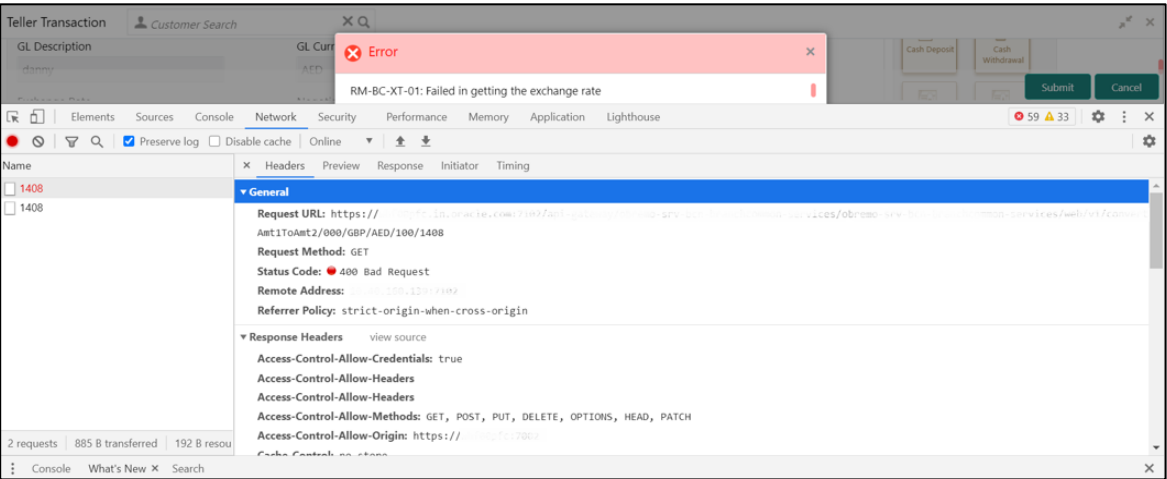 Teller Transaction Customer Search
GL Description GL Curr
danny AED
Error
RM-BC-XT-01: Failed in getting the exchange rate
Cash Deposit Cash Withdrawal
Submit Cancel
Elements Sources Console Network Security Performance Memory Application Lighthouse 59 33
Preserve log Disable cache Online
Name
1408
1408
Headers Preview Response Initiator Timing
General
Request URL: https://
Amt1ToAmt2/000/GBP/AED/100/1408
Request Method: GET
Status Code: 400 Bad Request
Remote Address:
Referrer Policy: strict-origin-when-cross-origin
Response Headers view source
Access-Control-Allow-Credentials: true
Access-Control-Allow-Headers
Access-Control-Allow-Headers
Access-Control-Allow-Methods: GET, POST, PUT, DELETE, OPTIONS, HEAD, PATCH
Access-Control-Allow-Origin: https://
Cache-Control: no-store
2 requests 885 B transferred 192 B resou
Console What's New Search